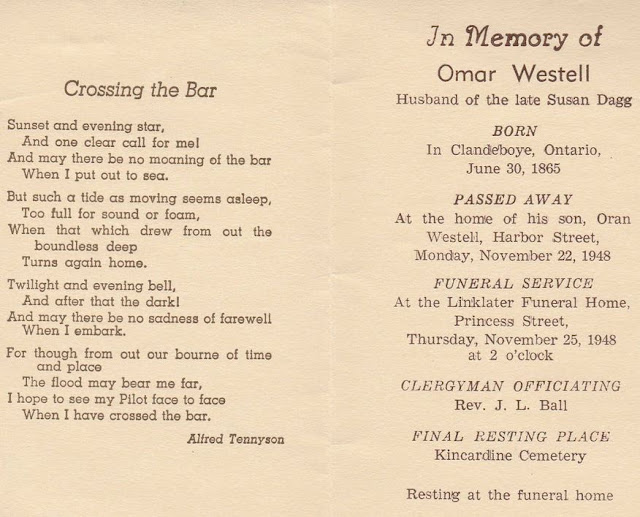 Crossing the Bar
Sunset and evening star,
And one clear call for me!
And may there be no moaning of the bar
When I put out to sea.
But such a tide as moving seems asleep,
Too full for sound or foam,
When that which drew from out the
boundless deep
Turns again home.
Twilight and evening bell,
And after that the dark!
And may there be no sadness of farewell
When I embark.
For though from out our bourne of time
and place
The flood may bear me far,
I hope to see my Pilot face to face
When I have crossed the bar.
Alfred Tennyson
In Memory of
Omar Westell
Husband of the late Susan Dagg
BORN
In Clandeboye, Ontario,
June 30, 1865
PASSED AWAY
At the home of his son, Oran
Westell, Harbor Street,
Monday, November 22, 1948
FUNERAL SERVICE
At the Linklater Funeral Home,
Princess Street,
Thursday, November 25, 1948
at 2 o'clock
CLERGYMAN OFFICIATING
Rev. J. L. Ball
FINAL RESTING PLACE
Kincardine Cemetery
Resting at the funeral home